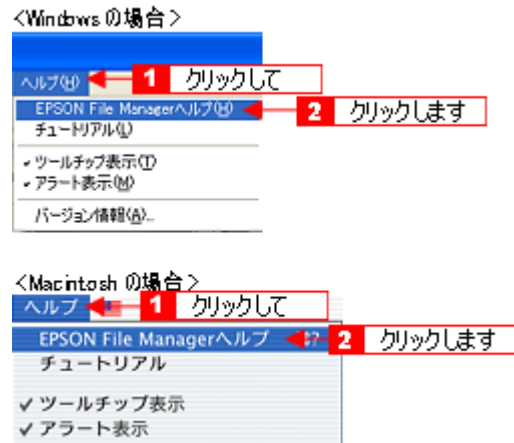 <Windows の場合>
ヘルプ(H) 1 クリックして
EPSON File Managerヘルプ(H) 2 クリックします
チュートリアル(L)
✓ツールチップ表示(T)
✓アラート表示(M)
バージョン情報(A)...
<Macintosh の場合>
ヘルプ 1 クリックして
EPSON File Managerヘルプ 2 クリックします
チュートリアル
✓ツールチップ表示
✓アラート表示